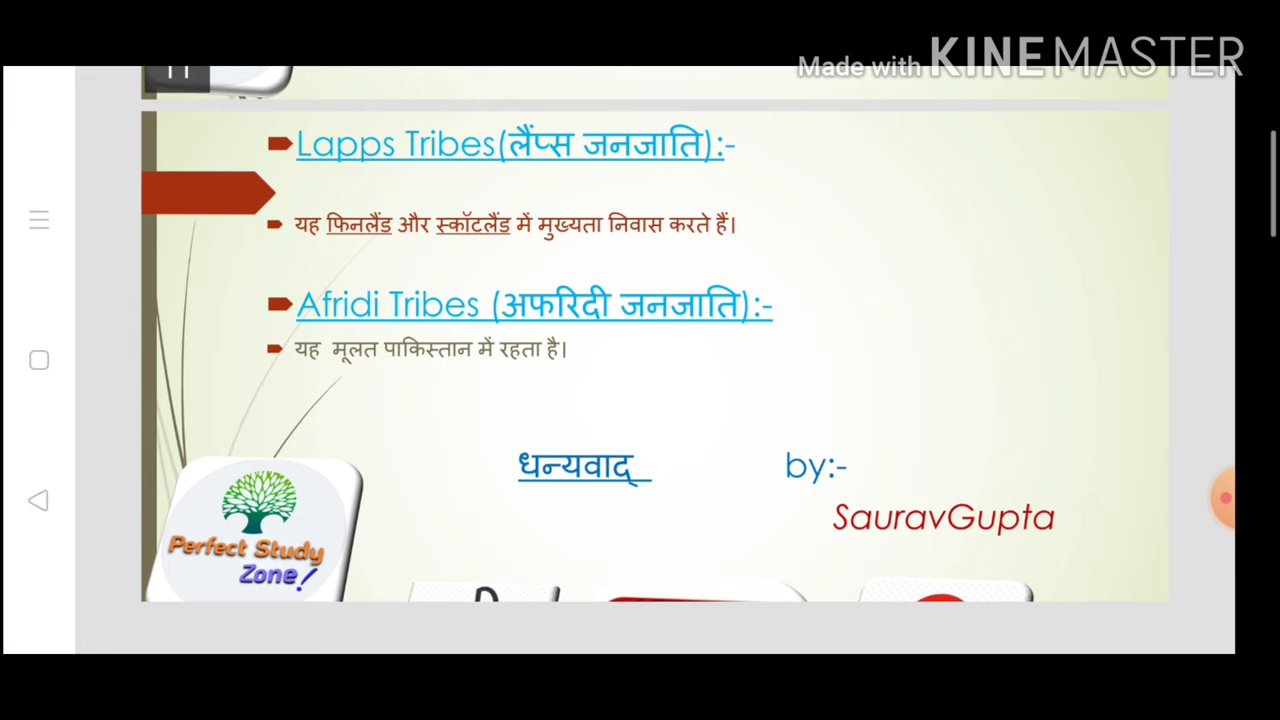 Made with KINEMASTER
Lapps Tribes(लैंप्स जनजाति):-
यह फिनलैंड और स्कॉटलैंड में मुख्यता निवास करते हैं।
Afridi Tribes (अफरिदी जनजाति):-
यह मूलत पाकिस्तान में रहता है।
धन्यवाद् by:-
SauravGupta
Perfect Study
Zone!